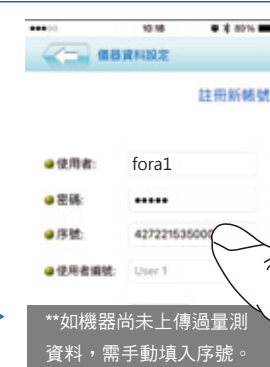 10:18
89%
儀器資料設定
註冊新帳號
使用者: fora1
密碼: •••••
序號: 427221535000
使用者編號: User 1
**如機器尚未上傳過量測
資料，需手動填入序號。